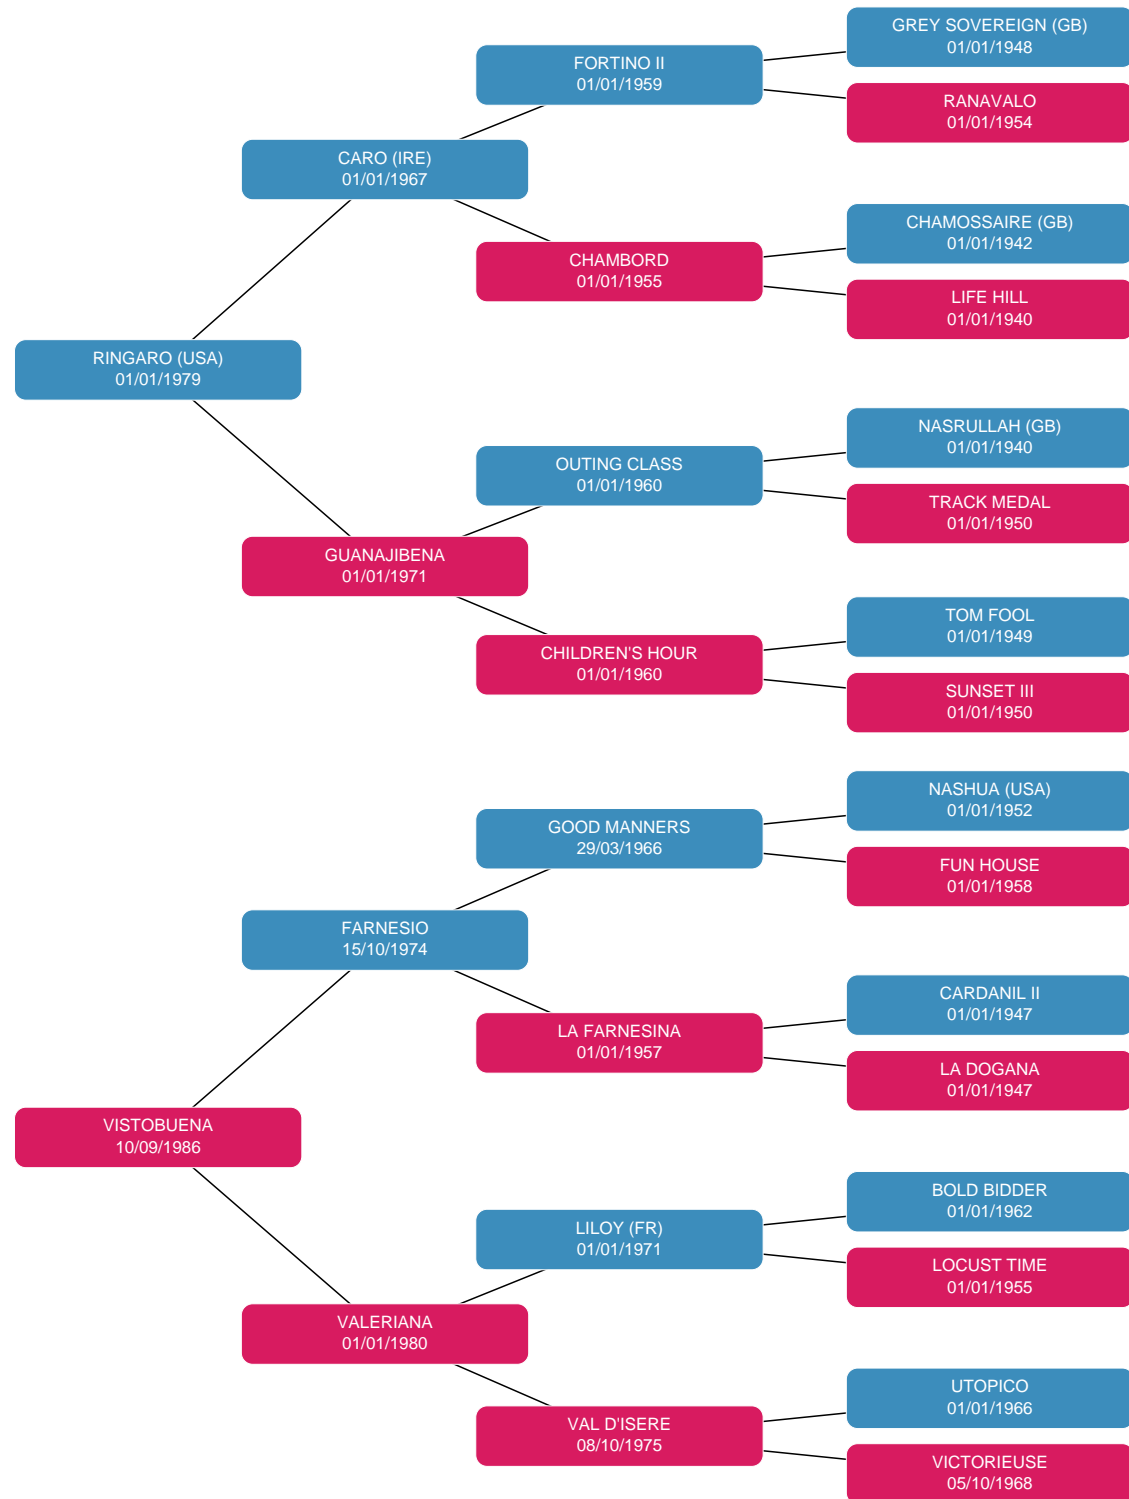 GREY SOVEREIGN (GB)
01/01/1948
FORTINO II
01/01/1959
RANAVALO
01/01/1954
CARO (IRE)
01/01/1967
CHAMOSSAIRE (GB)
01/01/1942
CHAMBORD
01/01/1955
LIFE HILL
01/01/1940
RINGARO (USA)
01/01/1979
NASRULLAH (GB)
01/01/1940
OUTING CLASS
01/01/1960
TRACK MEDAL
01/01/1950
GUANAJIBENA
01/01/1971
TOM FOOL
01/01/1949
CHILDREN'S HOUR
01/01/1960
SUNSET III
01/01/1950
NASHUA (USA)
01/01/1952
GOOD MANNERS
29/03/1966
FUN HOUSE
01/01/1958
FARNESIO
15/10/1974
CARDANIL II
01/01/1947
LA FARNESINA
01/01/1957
LA DOGANA
01/01/1947
VISTOBUENA
10/09/1986
BOLD BIDDER
01/01/1962
LILOY (FR)
01/01/1971
LOCUST TIME
01/01/1955
VALERIANA
01/01/1980
UTOPICO
01/01/1966
VAL D'ISERE
08/10/1975
VICTORIEUSE
05/10/1968